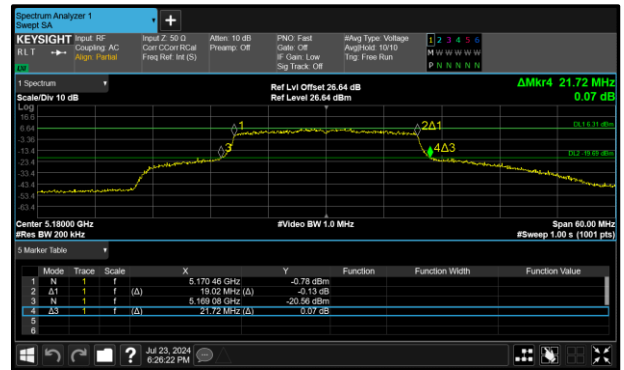 Spectrum Analyzer 1
Swept SA
+
KEYSIGHT Input: RF Input Z: 50 Ω Atten: 10 dB PNO: Fast #Avg Type: Voltage 1 2 3 4 5 6
RLT Coupling: AC Corr CCorr RCal Preamp: Off Gate: Off Avg|Hold: 10/10 M W W W W W
Align: Partial Freq Ref: Int (S) IF Gain: Low Trig: Free Run
Sig Track: Off P N N N N N
LW
1 Spectrum Ref Lvl Offset 26.64 dB ΔMkr4 21.72 MHz
Scale/Div 10 dB Ref Level 26.64 dBm 0.07 dB
Log
16.6
6.64 1 2Δ1 DL1 6.31 dBm
-3.36
-13.4 3 4Δ3 DL2 -19.69 dBm
-23.4
-33.4
-43.4
-53.4
-63.4
Center 5.18000 GHz #Video BW 1.0 MHz Span 60.00 MHz
#Res BW 200 kHz #Sweep 1.00 s (1001 pts)
5 Marker Table
Mode Trace Scale X Y Function Function Width Function Value
1 N 1 f 5.170 46 GHz -0.78 dBm
2 Δ1 1 f (Δ) 19.02 MHz (Δ) -0.13 dB
3 N 1 f 5.169 08 GHz -20.56 dBm
4 Δ3 1 f (Δ) 21.72 MHz (Δ) 0.07 dB
5
6
? Jul 23, 2024
6:26:22 PM